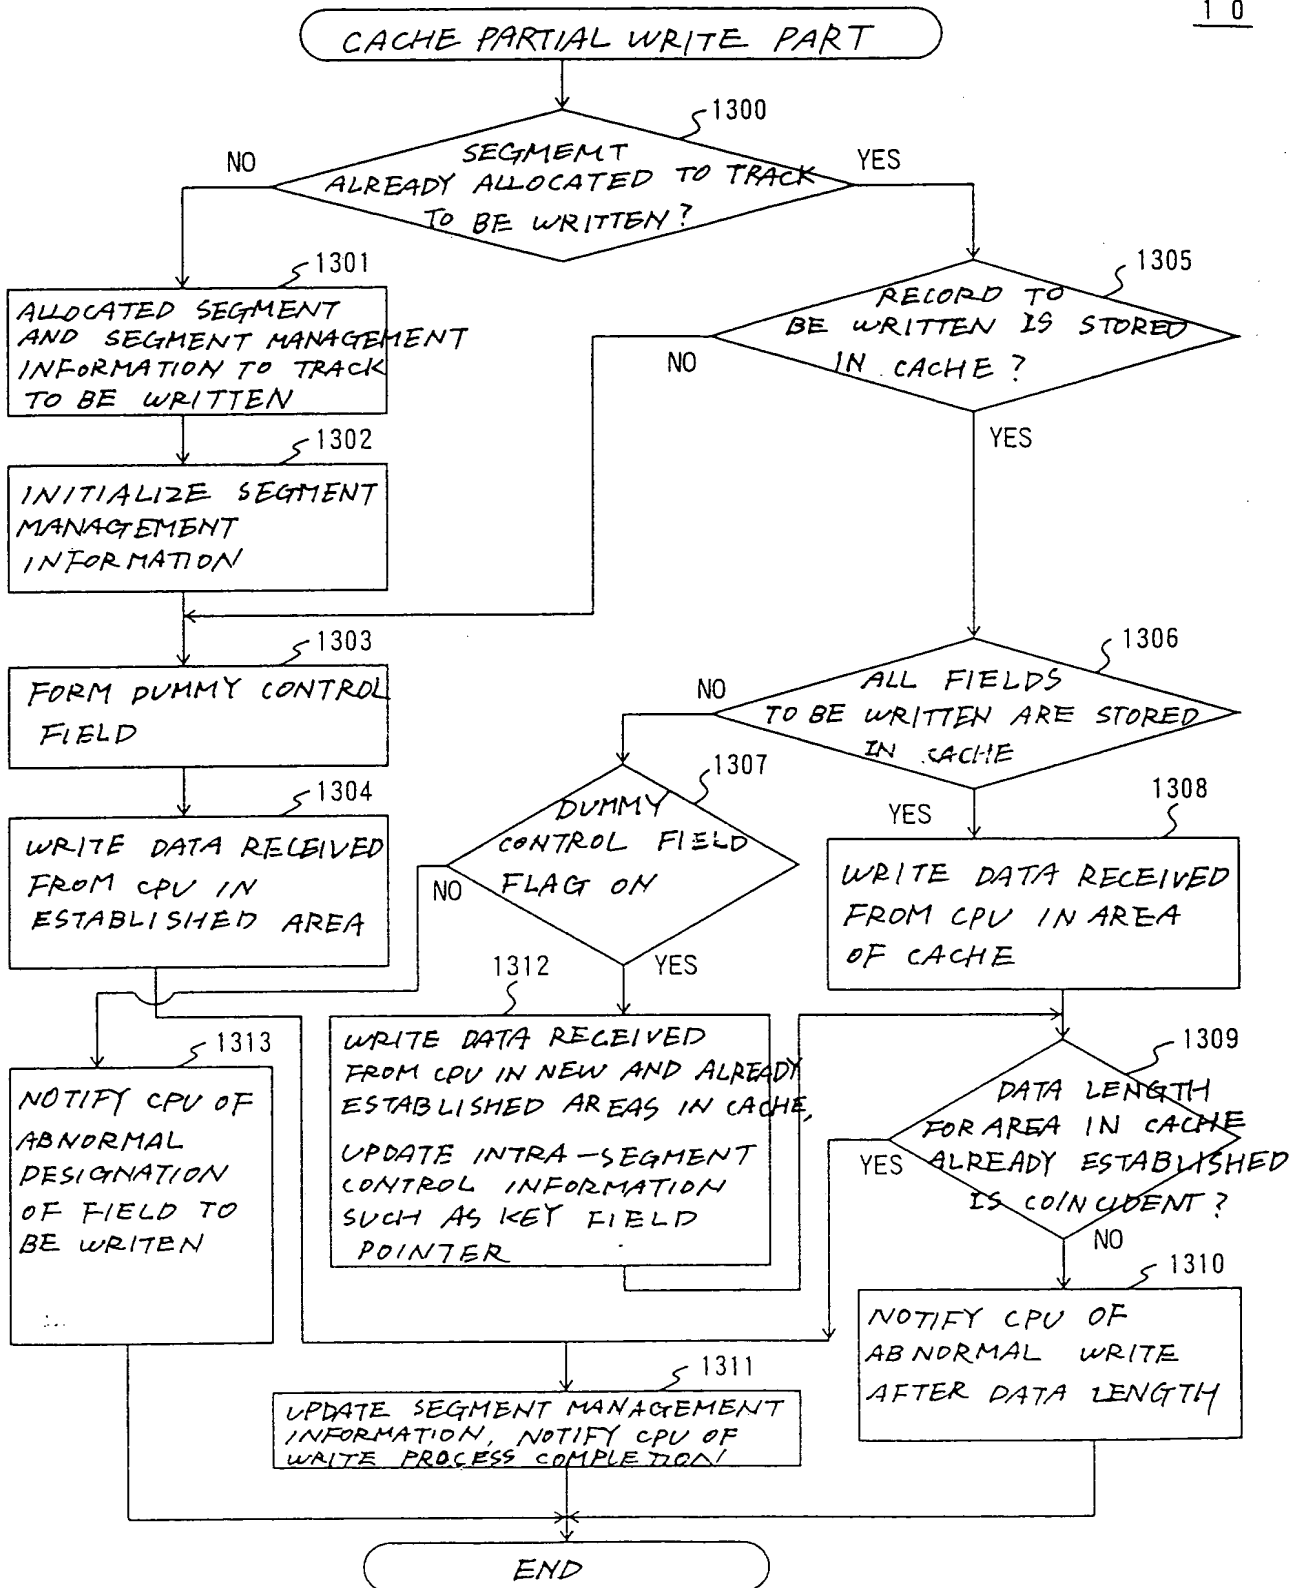 1 0
CACHE PARTIAL WRITE PART
1300
SEGMEMT
ALREADY ALLOCATED TO TRACK
TO BE WRITTEN?
NO
YES
1301
ALLOCATED SEGMENT
AND SEGMENT MANAGEMENT
INFORMATION TO TRACK
TO BE WRITTEN
1305
RECORD TO
BE WRITTEN IS STORED
IN CACHE?
NO
YES
1302
INITIALIZE SEGMENT
MANAGEMENT
INFORMATION
1303
FORM DUMMY CONTROL
FIELD
1306
ALL FIELDS
TO BE WRITTEN ARE STORED
IN CACHE
NO
YES
1304
WRITE DATA RECEIVED
FROM CPU IN
ESTABLISHED AREA
1307
DUMMY
CONTROL FIELD
FLAG ON
NO
YES
1308
WRITE DATA RECEIVED
FROM CPU IN AREA
OF CACHE
1312
WRITE DATA RECEIVED
FROM CPU IN NEW AND ALREADY
ESTABLISHED AREAS IN CACHE,
UPDATE INTRA-SEGMENT
CONTROL INFORMATION
SUCH AS KEY FIELD
POINTER
1313
NOTIFY CPU OF
ABNORMAL
DESIGNATION
OF FIELD TO
BE WRITEN
1309
DATA LENGTH
FOR AREA IN CACHE
ALREADY ESTABLISHED
IS COINCIDENT?
YES
NO
1310
NOTIFY CPU OF
ABNORMAL WRITE
AFTER DATA LENGTH
1311
UPDATE SEGMENT MANAGEMENT
INFORMATION, NOTIFY CPU OF
WRITE PROCESS COMPLETION
END